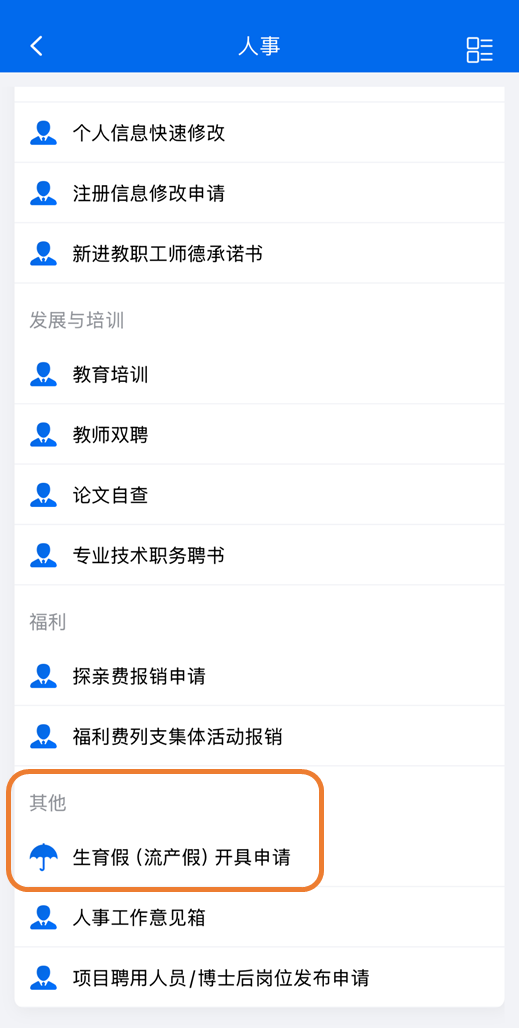 人事
个人信息快速修改
注册信息修改申请
新进教职工师德承诺书
发展与培训
教育培训
教师双聘
论文自查
专业技术职务聘书
福利
探亲费报销申请
福利费列支集体活动报销
其他
生育假（流产假）开具申请
人事工作意见箱
项目聘用人员/博士后岗位发布申请